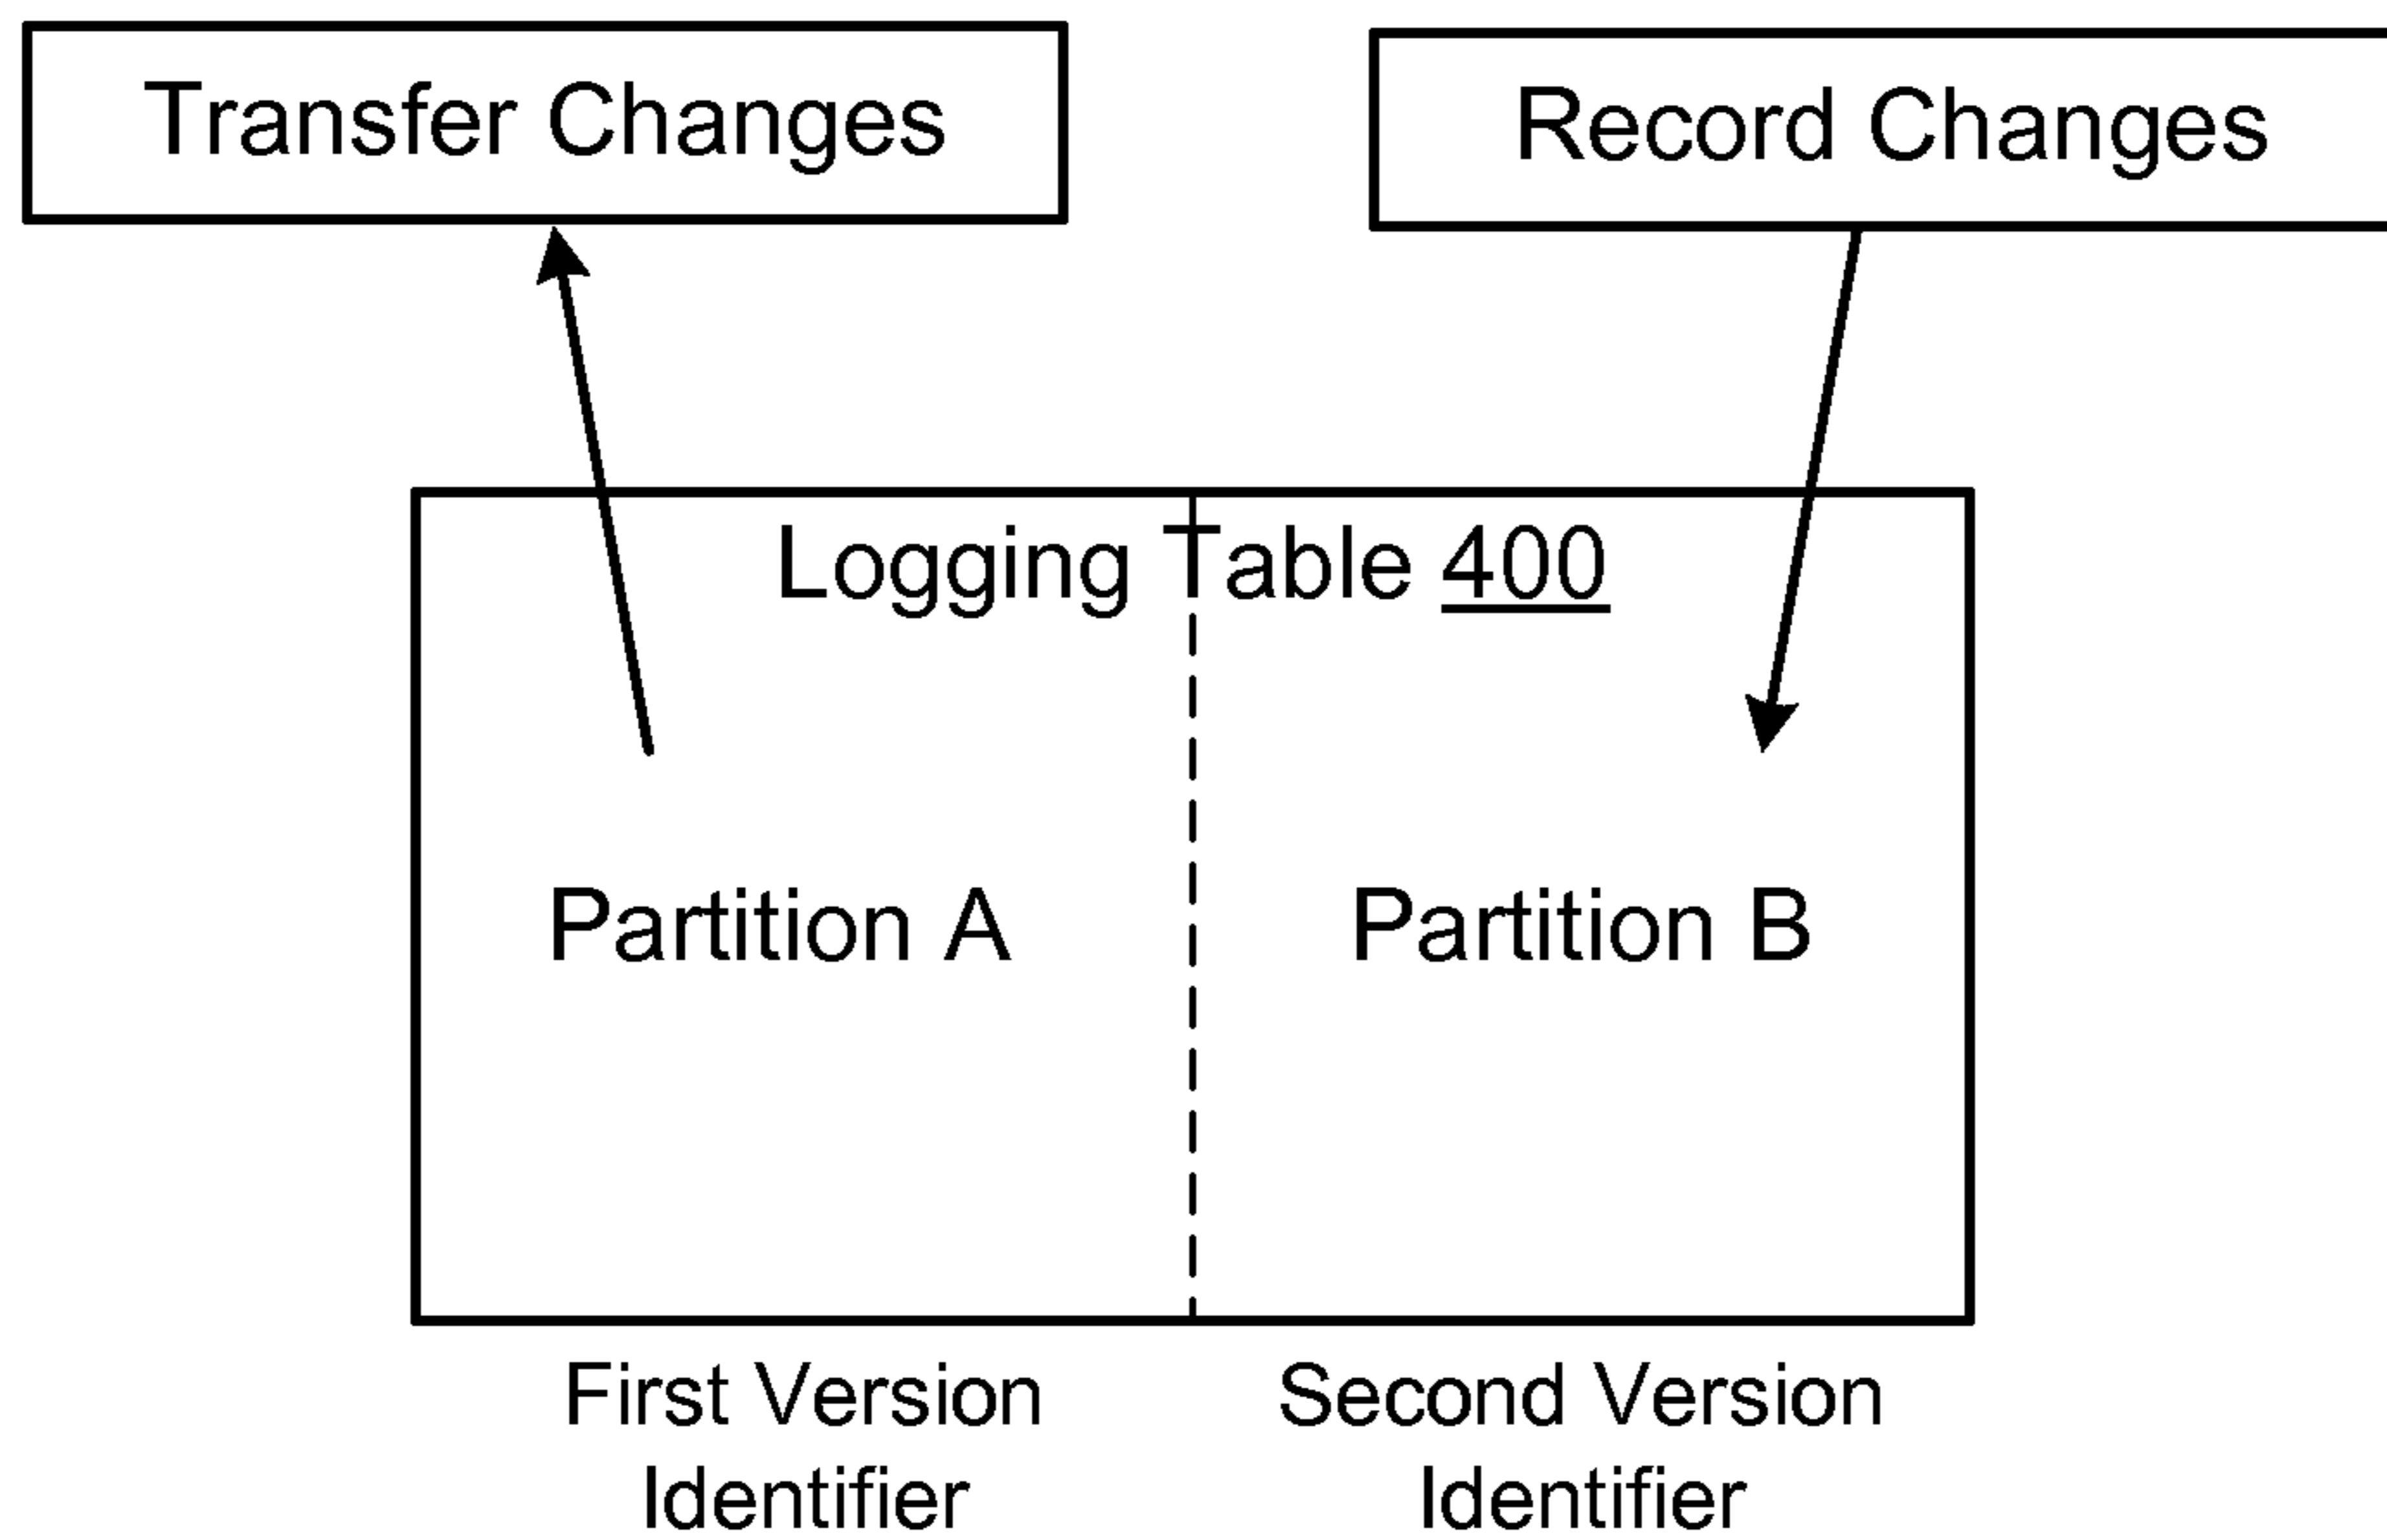 Transfer Changes
Record Changes
Logging Table 400
Partition A
Partition B
First Version
Identifier
Second Version
Identifier